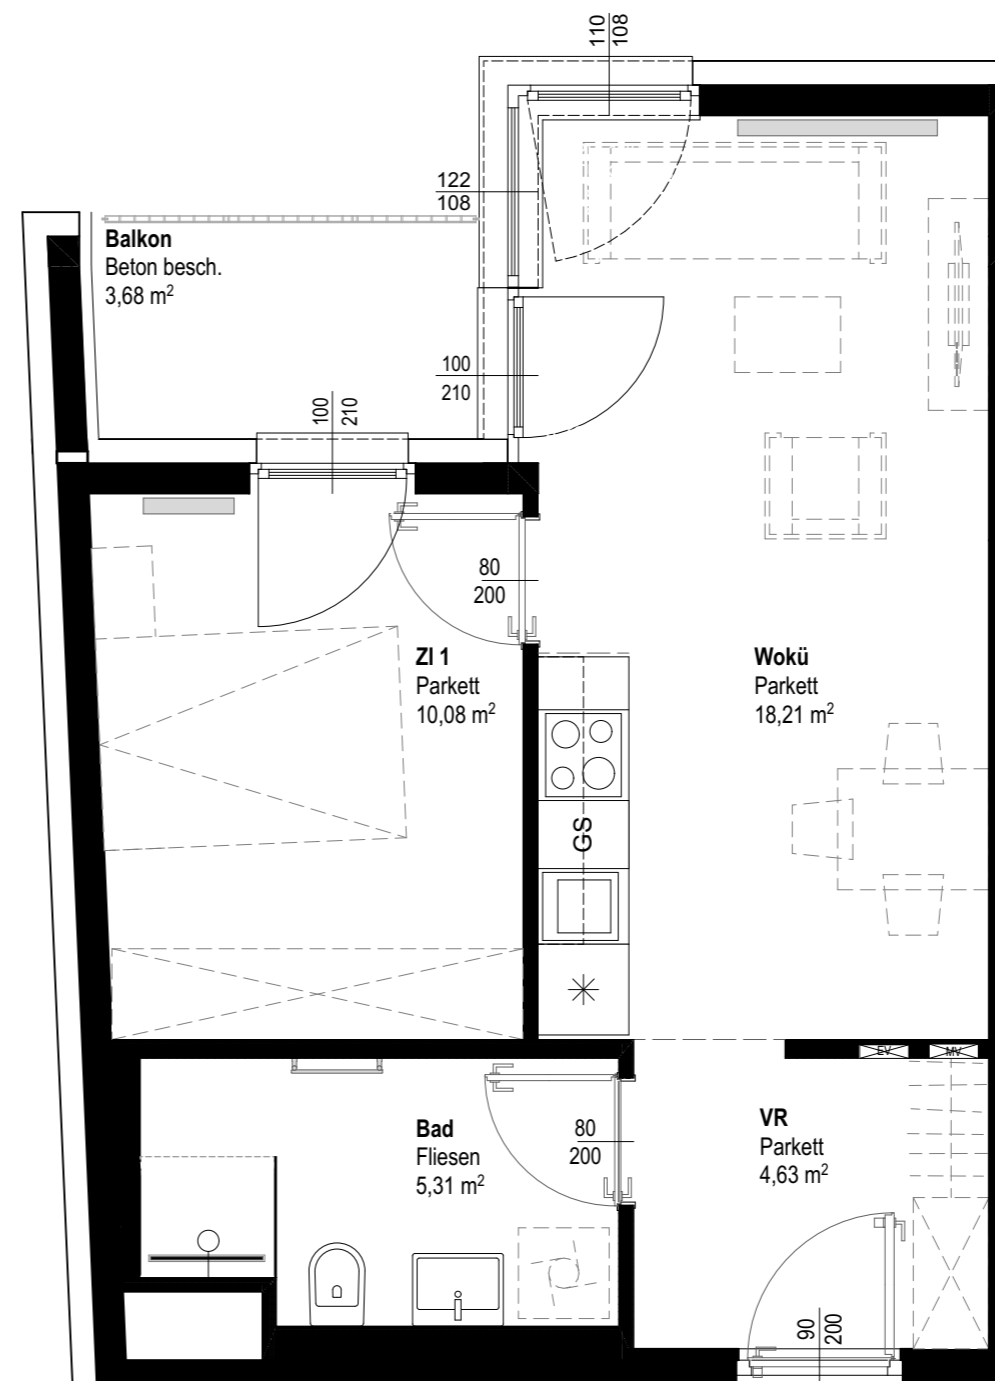 110
108
122
108
Balkon
Beton besch.
3,68 m²
100
210
100
210
80
200
ZI 1
Parkett
10,08 m²
Wokü
Parkett
18,21 m²
GS
EV
MV
Bad
Fliesen
5,31 m²
80
200
VR
Parkett
4,63 m²
90
200